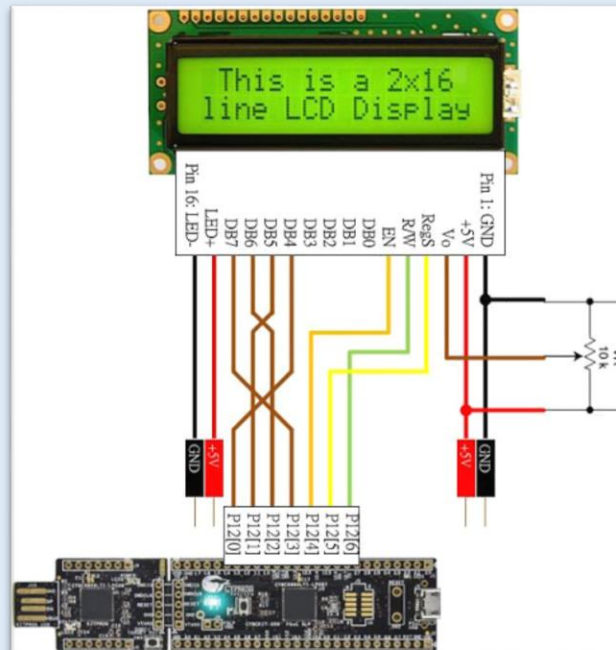 This is a 2x16
line LCD Display
Pin 16: LED-
LED+
DB7
DB6
DB5
DB4
DB3
DB2
DB1
DB0
EN
R/W
RegS
Vo
+5V
Pin 1: GND
10 k
GND
+5V
+5V
GND
P12[0]
P12[1]
P12[2]
P12[3]
P12[4]
P12[5]
P12[6]